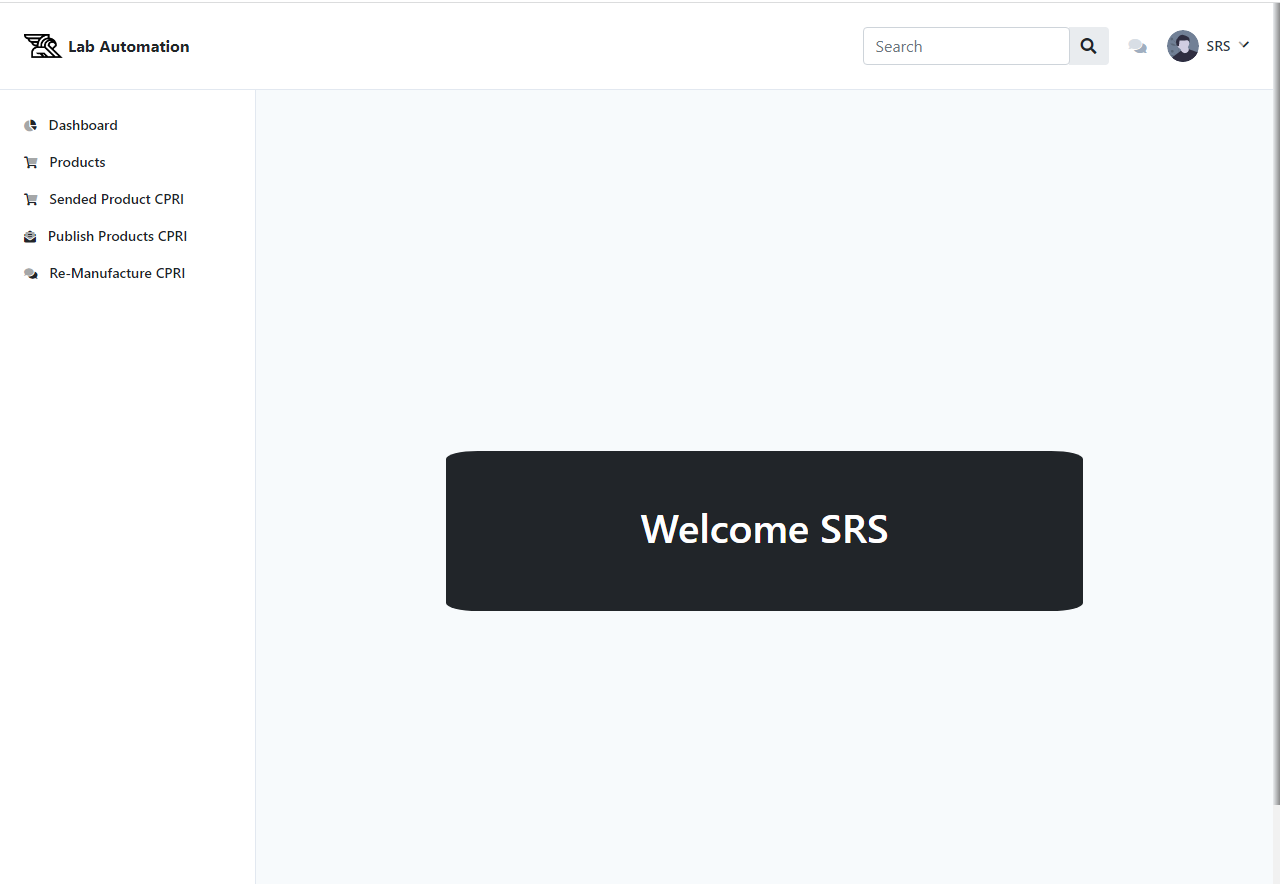 Lab Automation
Search
SRS
Dashboard
Products
Sended Product CPRI
Publish Products CPRI
Re-Manufacture CPRI
Welcome SRS